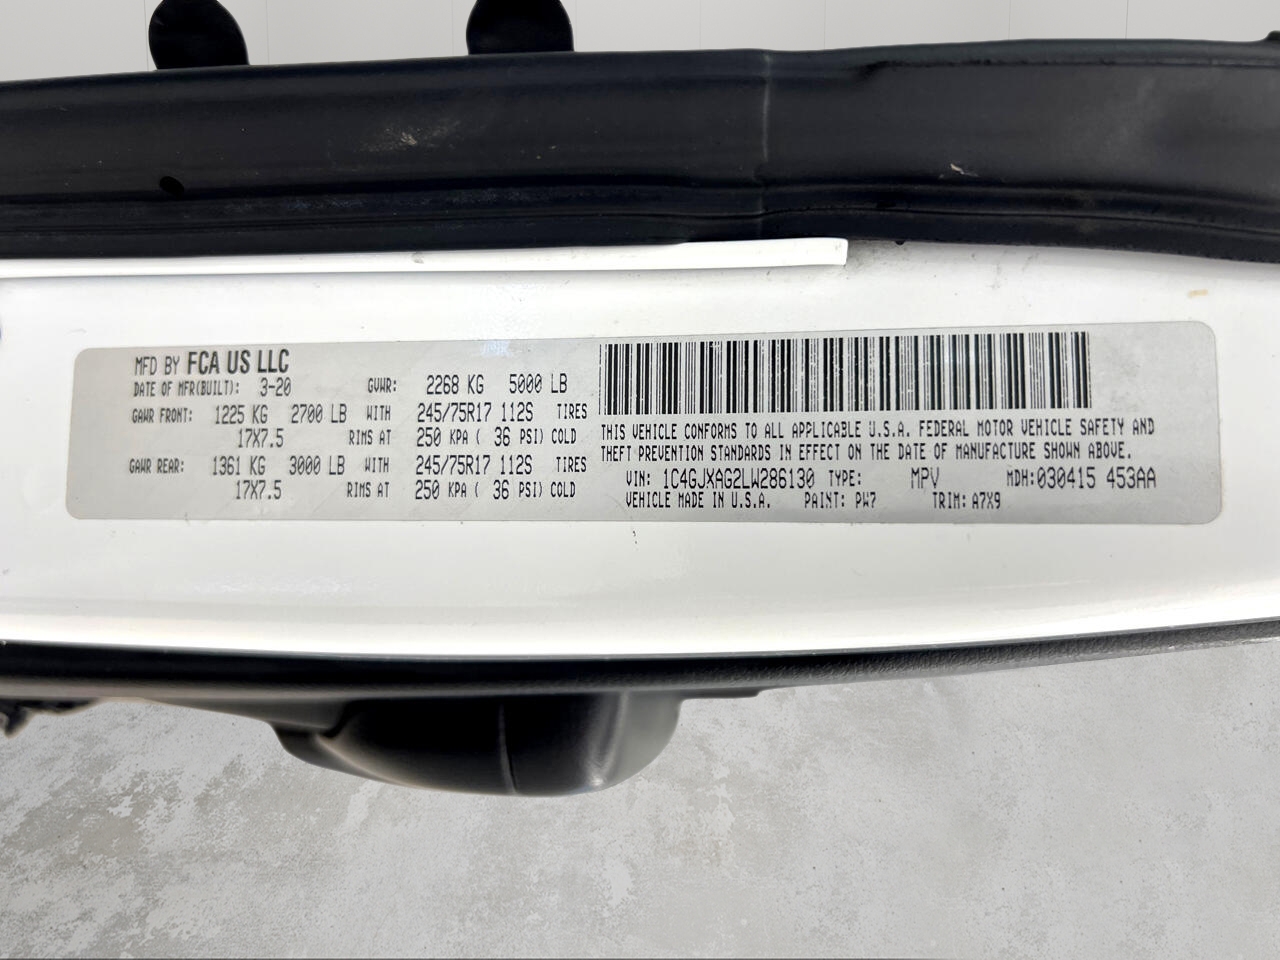 MFD BY FCA US LLC
DATE OF MFR(BUILT): 3-20 GVWR: 2268 KG 5000 LB
GAWR FRONT: 1225 KG 2700 LB WITH 245/75R17 112S TIRES
17X7.5 RIMS AT 250 KPA ( 36 PSI) COLD
GAWR REAR: 1361 KG 3000 LB WITH 245/75R17 112S TIRES
17X7.5 RIMS AT 250 KPA ( 36 PSI) COLD
THIS VEHICLE CONFORMS TO ALL APPLICABLE U.S.A. FEDERAL MOTOR VEHICLE SAFETY AND
THEFT PREVENTION STANDARDS IN EFFECT ON THE DATE OF MANUFACTURE SHOWN ABOVE.
VIN: 1C4GJXAG2LW286130 TYPE: MPV MDH:030415 453AA
VEHICLE MADE IN U.S.A. PAINT: PW7 TRIM: A7X9